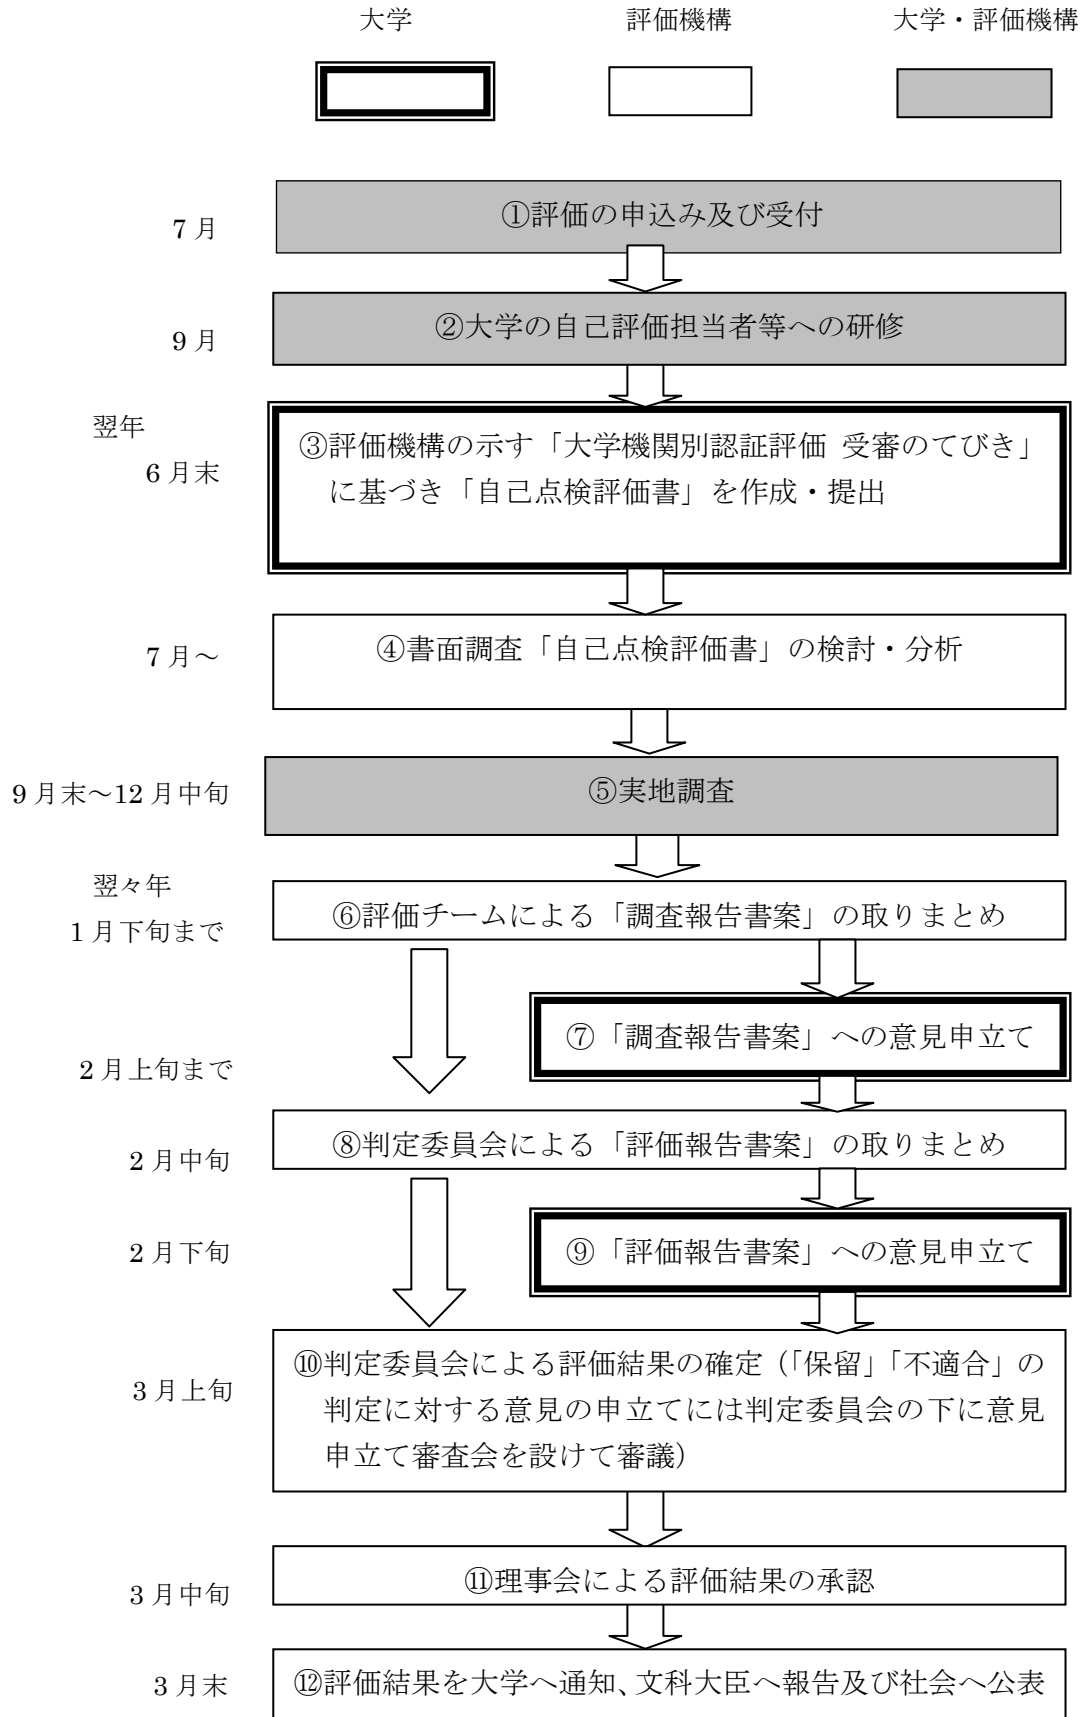 大学
評価機構
大学・評価機構
7月
①評価の申込み及び受付
9月
②大学の自己評価担当者等への研修
翌年
6月末
③評価機構の示す「大学機関別認証評価 受審のてびき」
に基づき「自己点検評価書」を作成・提出
7月～
④書面調査「自己点検評価書」の検討・分析
9月末～12月中旬
⑤実地調査
翌々年
1月下旬まで
⑥評価チームによる「調査報告書案」の取りまとめ
⑦「調査報告書案」への意見申立て
2月上旬まで
2月中旬
⑧判定委員会による「評価報告書案」の取りまとめ
2月下旬
⑨「評価報告書案」への意見申立て
3月上旬
⑩判定委員会による評価結果の確定（「保留」「不適合」の
判定に対する意見の申立てには判定委員会の下に意見
申立て審査会を設けて審議）
3月中旬
⑪理事会による評価結果の承認
3月末
⑫評価結果を大学へ通知、文科大臣へ報告及び社会へ公表